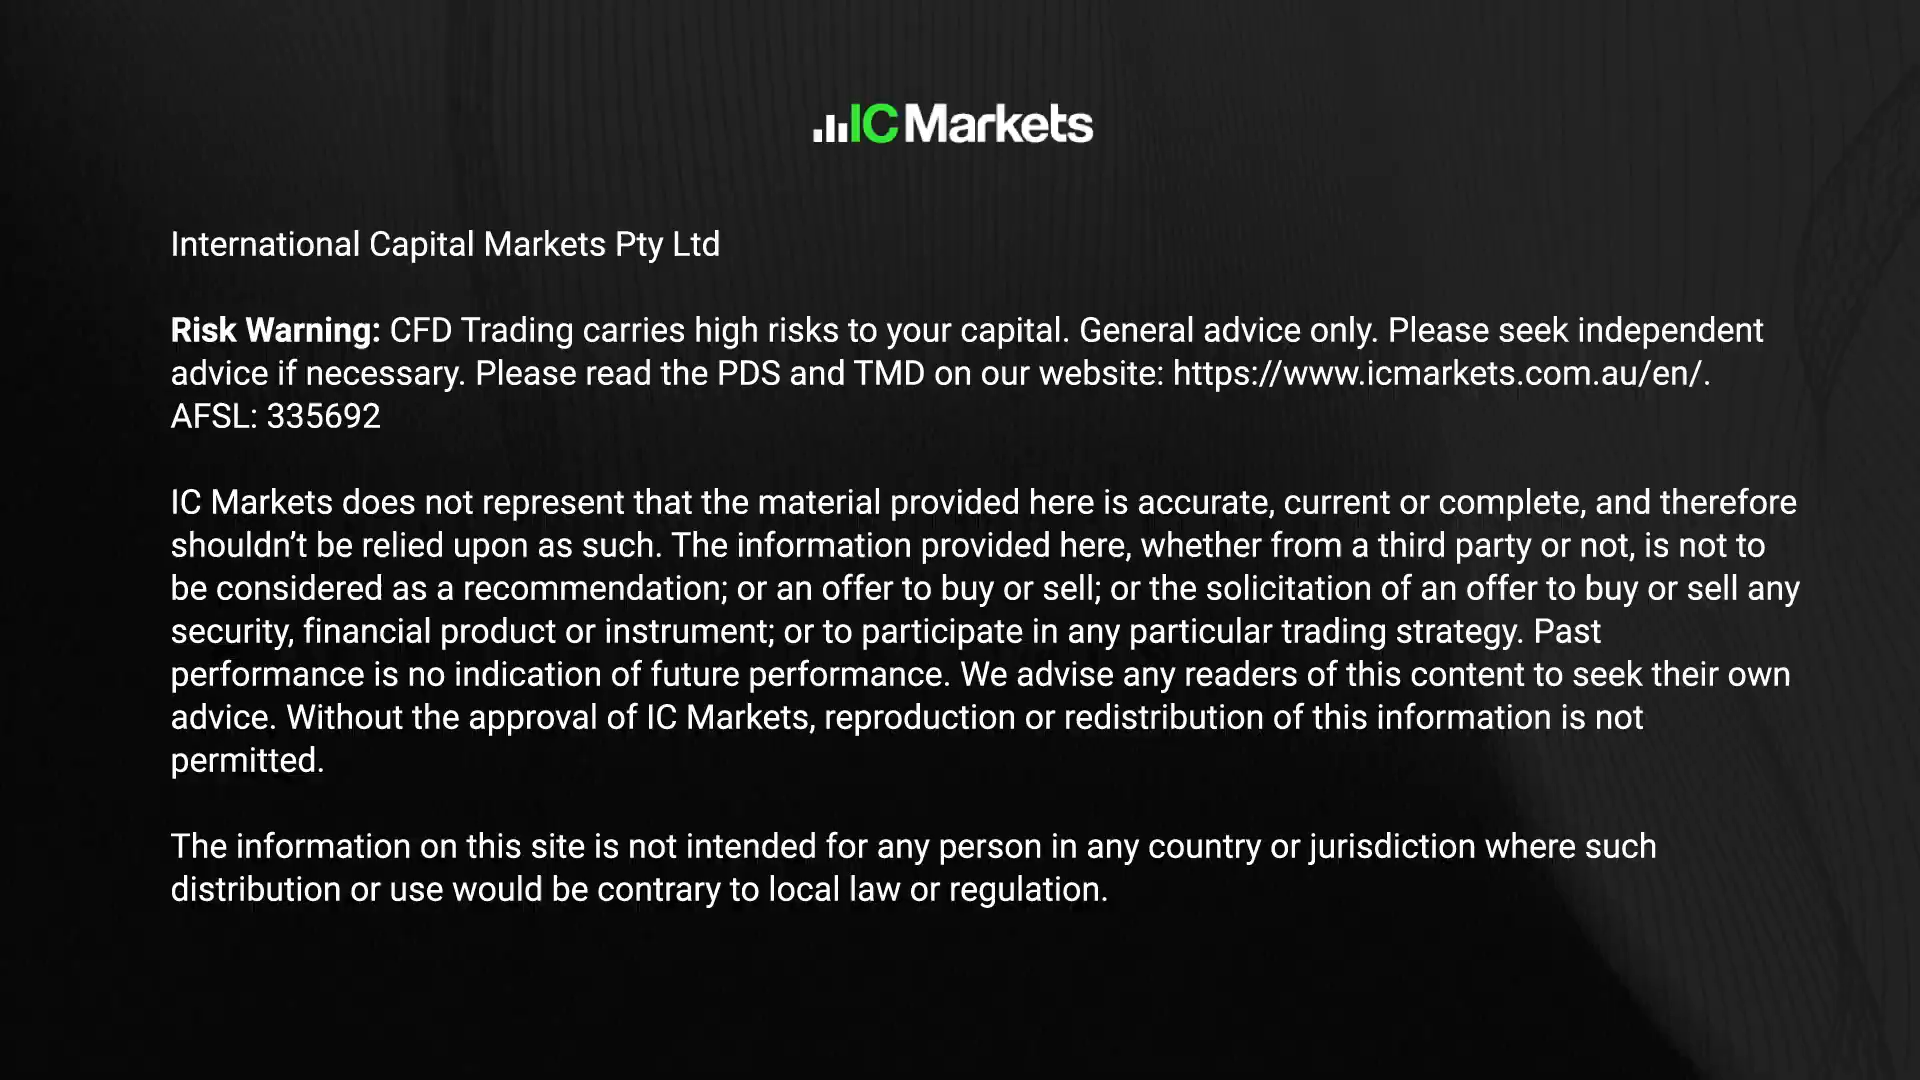 IC Markets
International Capital Markets Pty Ltd
Risk Warning: CFD Trading carries high risks to your capital. General advice only. Please seek independent
advice if necessary. Please read the PDS and TMD on our website: https://www.icmarkets.com.au/en/.
AFSL: 335692
IC Markets does not represent that the material provided here is accurate, current or complete, and therefore
shouldn’t be relied upon as such. The information provided here, whether from a third party or not, is not to
be considered as a recommendation; or an offer to buy or sell; or the solicitation of an offer to buy or sell any
security, financial product or instrument; or to participate in any particular trading strategy. Past
performance is no indication of future performance. We advise any readers of this content to seek their own
advice. Without the approval of IC Markets, reproduction or redistribution of this information is not
permitted.
The information on this site is not intended for any person in any country or jurisdiction where such
distribution or use would be contrary to local law or regulation.